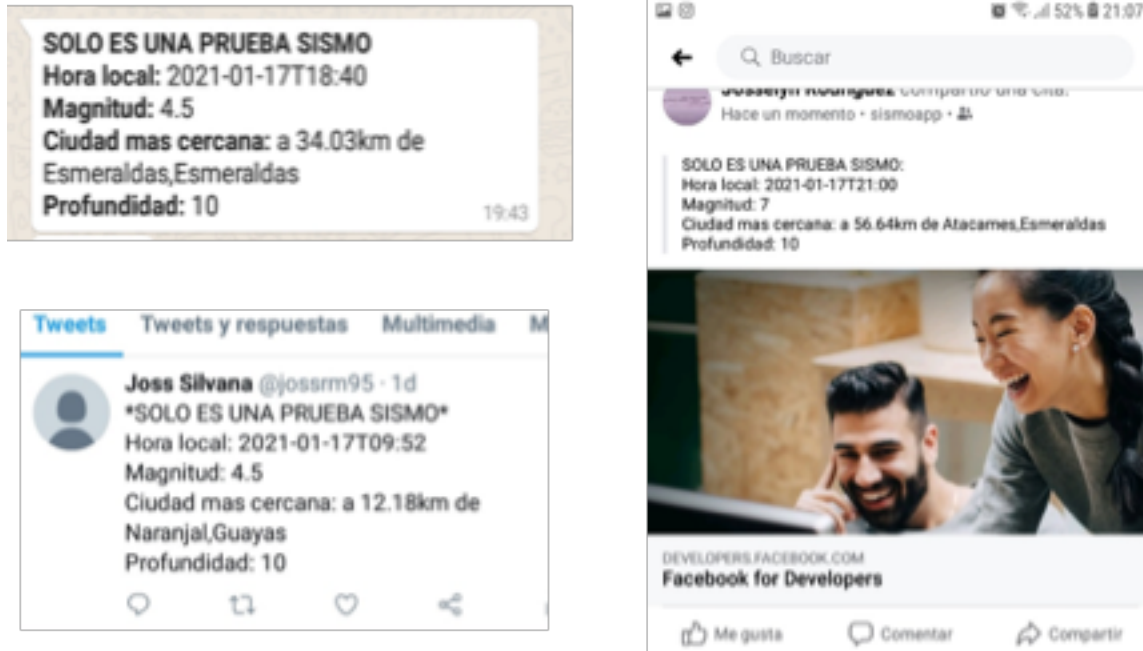 SOLO ES UNA PRUEBA SISMO
Hora local: 2021-01-17T18:40
Magnitud: 4.5
Ciudad mas cercana: a 34.03km de
Esmeraldas,Esmeraldas
Profundidad: 10
19:43
Tweets Tweets y respuestas Multimedia M
Joss Silvana @jossrm95 · 1d
*SOLO ES UNA PRUEBA SISMO*
Hora local: 2021-01-17T09:52
Magnitud: 4.5
Ciudad mas cercana: a 12.18km de
Naranjal,Guayas
Profundidad: 10
52% 21:07
Buscar
Josselyn Rodriguez compartió una cita.
Hace un momento · sismoapp ·
SOLO ES UNA PRUEBA SISMO:
Hora local: 2021-01-17T21:00
Magnitud: 7
Ciudad mas cercana: a 56.64km de Atacames,Esmeraldas
Profundidad: 10
DEVELOPERS.FACEBOOK.COM
Facebook for Developers
Me gusta Comentar Compartir